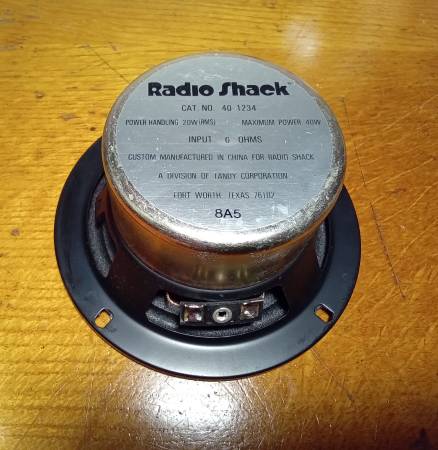 Radio Shack
CAT. NO. 40-1234
POWER HANDLING 20W (RMS) MAXIMUM POWER 40W
INPUT 6 OHMS
CUSTOM MANUFACTURED IN CHINA FOR RADIO SHACK
A DIVISION OF TANDY CORPORATION
FORT WORTH, TEXAS 76102
8A5